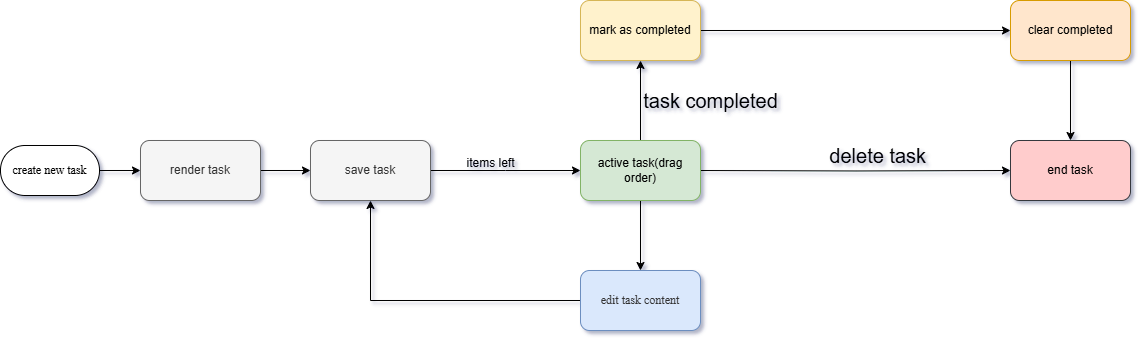 mark as completed
clear completed
task completed
create new task
render task
save task
items left
active task(drag
order)
delete task
end task
edit task content